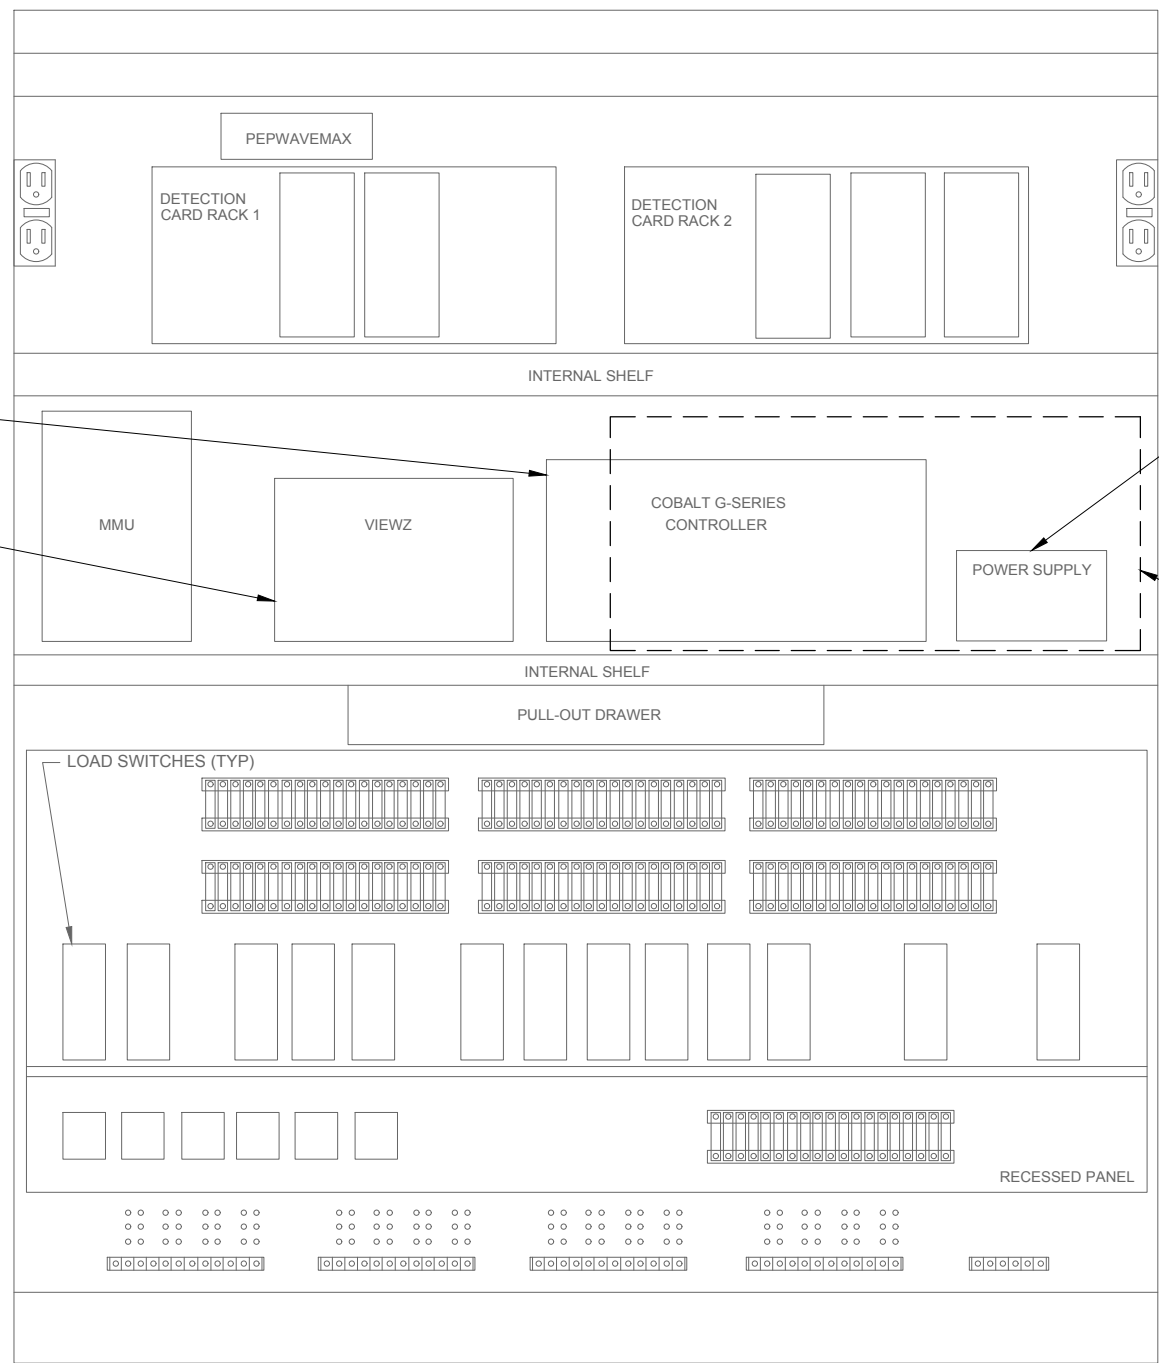 PEPWAVEMAX
DETECTION
CARD RACK 1
DETECTION
CARD RACK 2
INTERNAL SHELF
MMU
VIEWZ
COBALT G-SERIES
CONTROLLER
POWER SUPPLY
INTERNAL SHELF
PULL-OUT DRAWER
LOAD SWITCHES (TYP)
RECESSED PANEL